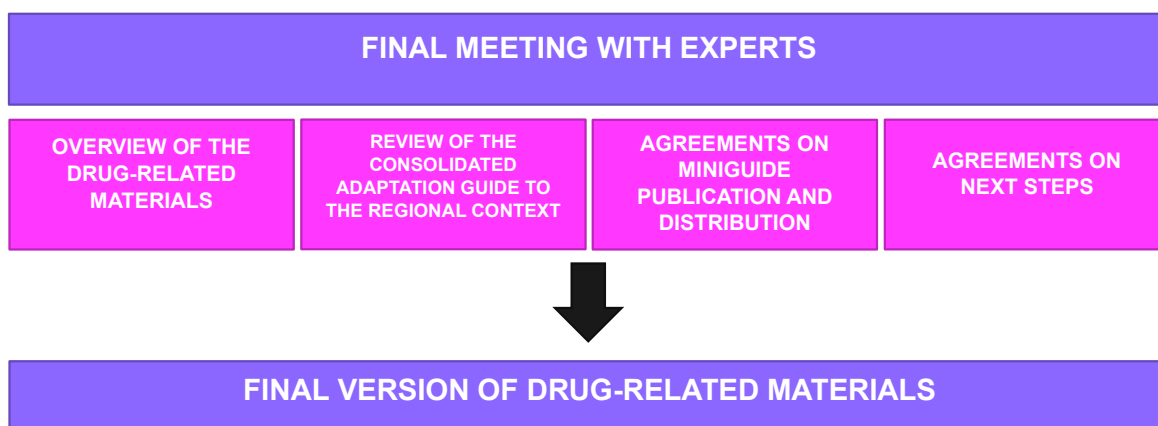 FINAL MEETING WITH EXPERTS
OVERVIEW OF THE
DRUG-RELATED
MATERIALS
REVIEW OF THE
CONSOLIDATED
ADAPTATION GUIDE TO
THE REGIONAL CONTEXT
AGREEMENTS ON
MINIGUIDE
PUBLICATION AND
DISTRIBUTION
AGREEMENTS ON
NEXT STEPS
FINAL VERSION OF DRUG-RELATED MATERIALS